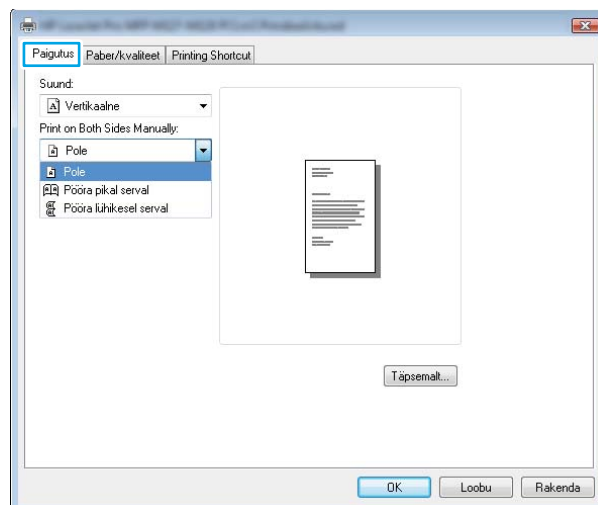 Paigutus Paber/kvaliteet Printing Shortcut
Suund:
Vertikaalne
Print on Both Sides Manually:
Pole
Pole
Pööra pikal serval
Pööra lühikesel serval
Täpsemalt...
OK Loobu Rakenda